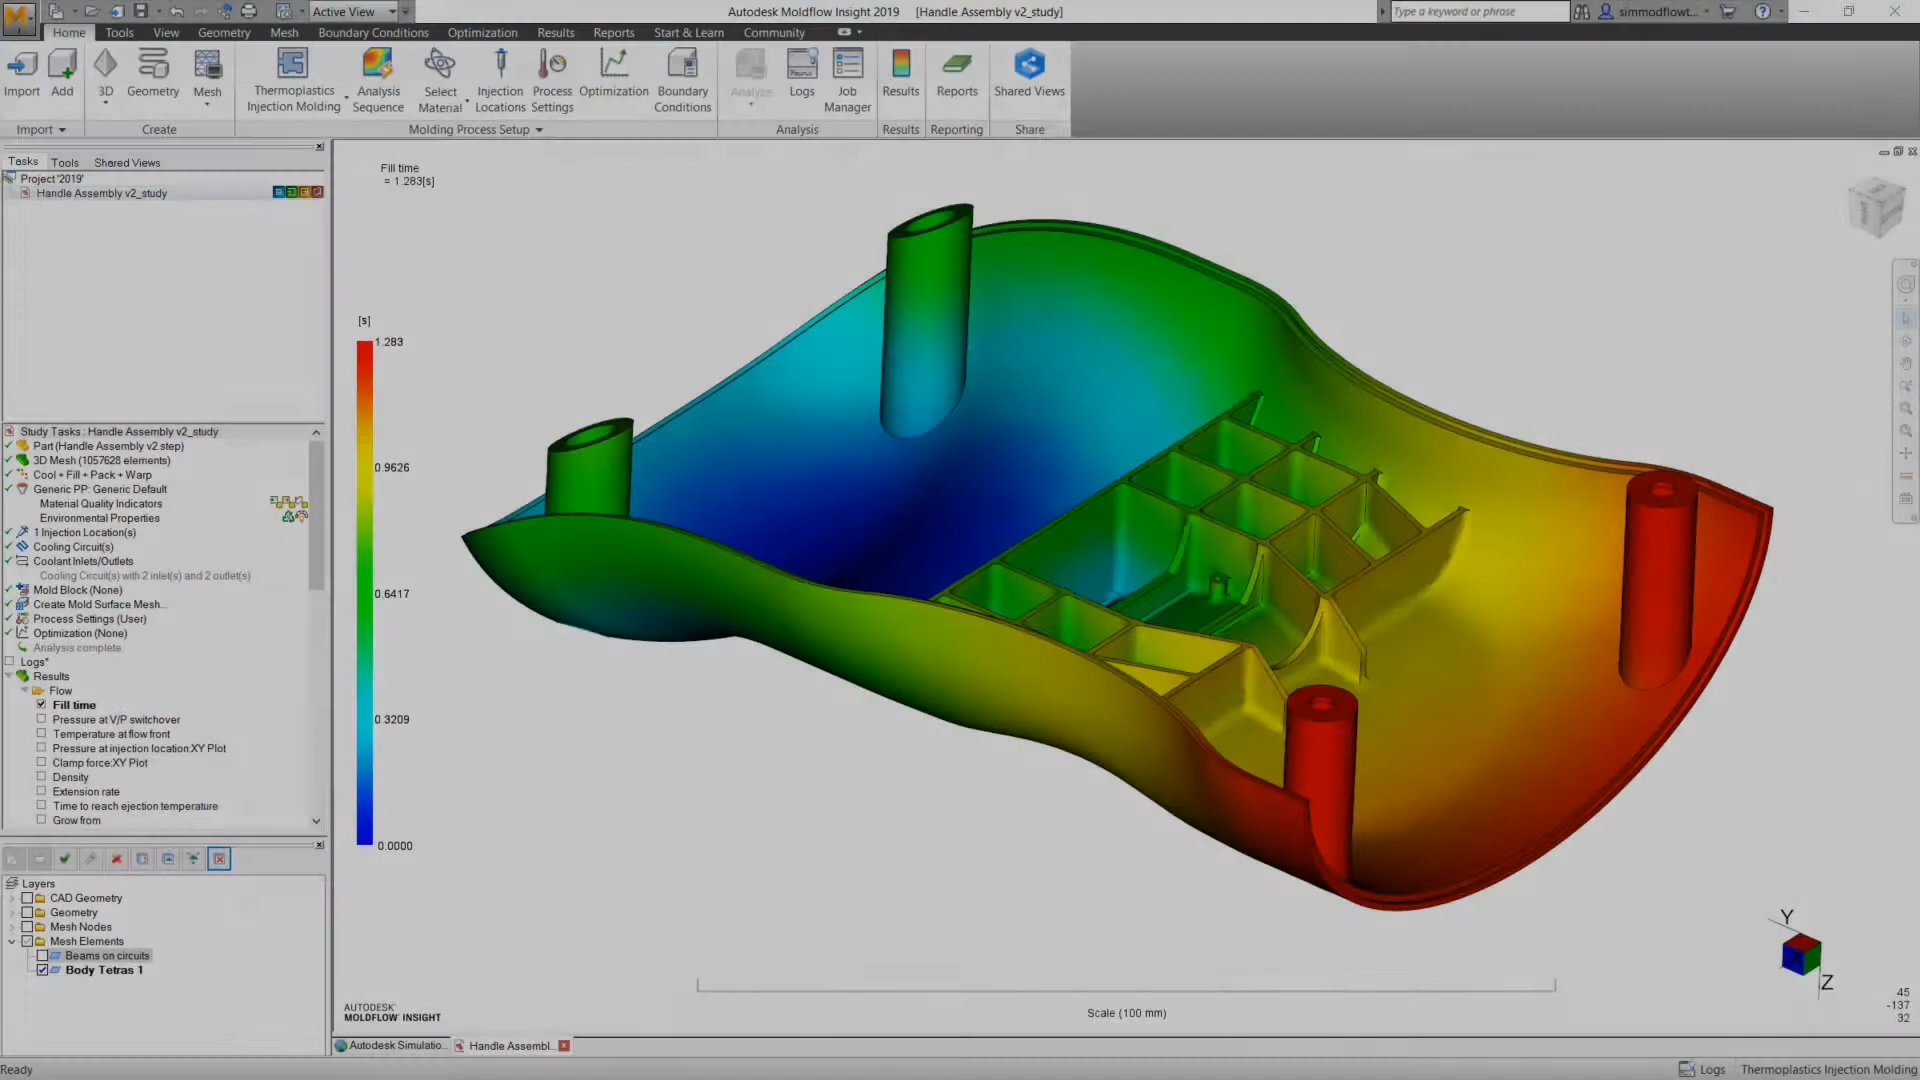 Active View
Autodesk Moldflow Insight 2019 [Handle Assembly v2_study]
Type a keyword or phrase
simmodflowt...
Home Tools View Geometry Mesh Boundary Conditions Optimization Results Reports Start & Learn Community
Import Add 3D Geometry Mesh
Thermoplastics Injection Molding
Analysis Sequence
Select Material
Injection Locations
Process Settings
Optimization
Boundary Conditions
Analyze
Logs
Job Manager
Results
Reports
Shared Views
Import Create Molding Process Setup Analysis Results Reporting Share
Tasks Tools Shared Views
Project '2019'
Handle Assembly v2_study
Study Tasks : Handle Assembly v2_study
Part (Handle Assembly v2.step)
3D Mesh (1057628 elements)
Cool + Fill + Pack + Warp
Generic PP: Generic Default
Material Quality Indicators
Environmental Properties
1 Injection Location(s)
Cooling Circuit(s)
Coolant Inlets/Outlets
Cooling Circuit(s) with 2 inlet(s) and 2 outlet(s)
Mold Block (None)
Create Mold Surface Mesh...
Process Settings (User)
Optimization (None)
Analysis complete
Logs*
Results
Flow
Fill time
Pressure at V/P switchover
Temperature at flow front
Pressure at injection location:XY Plot
Clamp force:XY Plot
Density
Extension rate
Time to reach ejection temperature
Grow from
Layers
CAD Geometry
Geometry
Mesh Nodes
Mesh Elements
Beams on circuits
Body Tetras 1
Fill time
= 1.283[s]
[s]
1.283
0.9626
0.6417
0.3209
0.0000
AUTODESK
MOLDFLOW INSIGHT
Scale (100 mm)
Y
Z
45
-137
32
Autodesk Simulatio...
Handle Assembl...
Ready
Logs
Thermoplastics Injection Molding